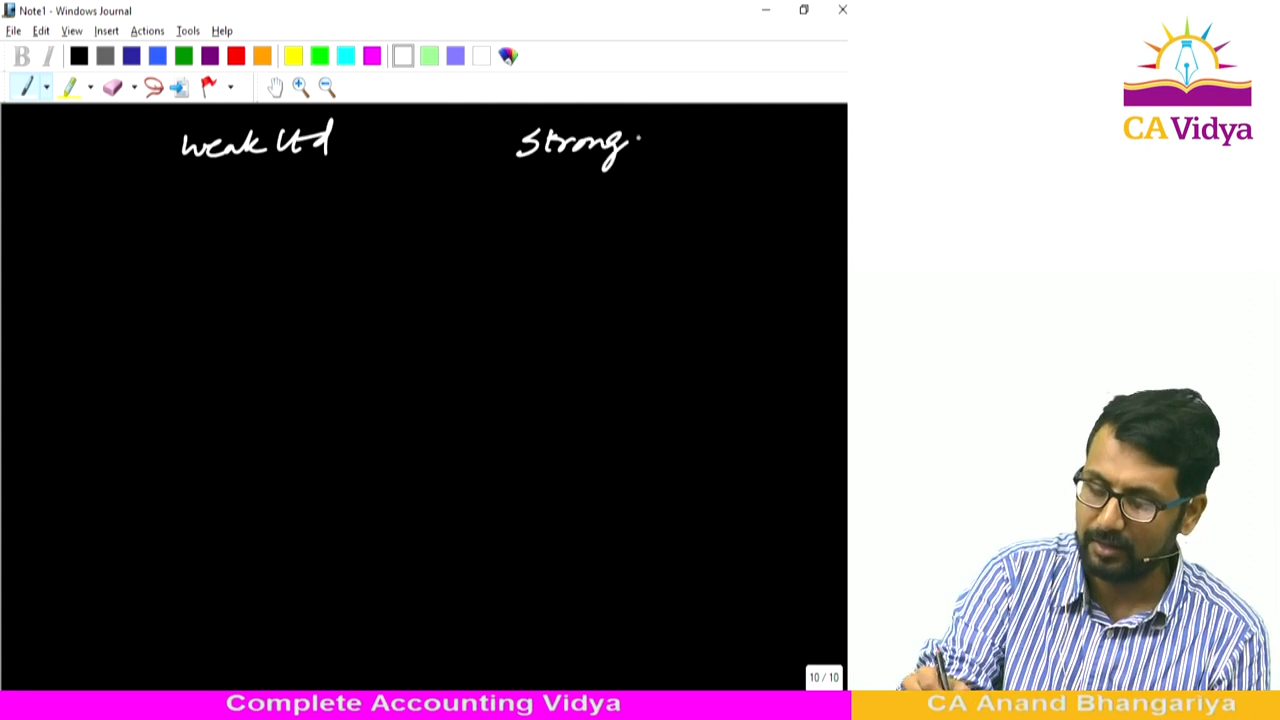 Note1 - Windows Journal
File Edit View Insert Actions Tools Help
B I
CA Vidya
Weak Ltd Strong
10 / 10
Complete Accounting Vidya
CA Anand Bhangariya